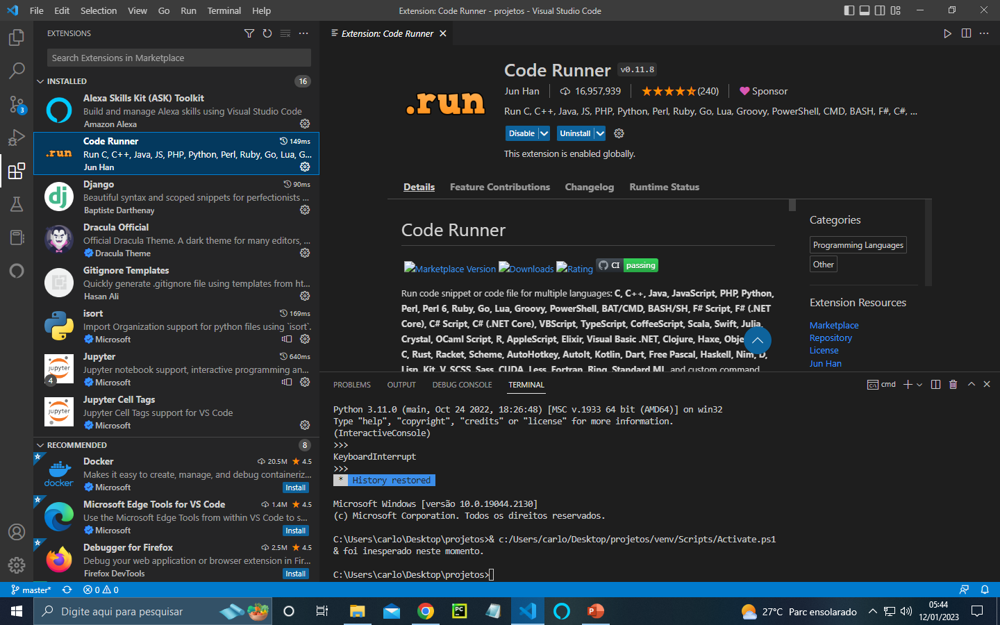 File Edit Selection View Go Run Terminal Help
Extension: Code Runner - projetos - Visual Studio Code
EXTENSIONS
Search Extensions in Marketplace
INSTALLED 16
Alexa Skills Kit (ASK) Toolkit
Build and manage Alexa skills using Visual Studio Code
Amazon Alexa
Code Runner 149ms
Run C, C++, Java, JS, PHP, Python, Perl, Ruby, Go, Lua, G...
Jun Han
Django 90ms
Beautiful syntax and scoped snippets for perfectionists ...
Baptiste Darthenay
Dracula Official
Official Dracula Theme. A dark theme for many editors, ...
Dracula Theme
Gitignore Templates
Quickly generate .gitignore file using templates from ht...
Hasan Ali
isort 169ms
Import Organization support for python files using `isort`.
Microsoft
Jupyter 640ms
Jupyter notebook support, interactive programming an...
Microsoft
Jupyter Cell Tags
Jupyter Cell Tags support for VS Code
Microsoft
RECOMMENDED 8
Docker 20.5M 4.5
Makes it easy to create, manage, and debug containeriz...
Microsoft Install
Microsoft Edge Tools for VS Code 1.4M 4.5
Use the Microsoft Edge Tools from within VS Code to s...
Microsoft Install
Debugger for Firefox 2.5M 4.5
Debug your web application or browser extension in Fir...
Firefox DevTools Install
3
.run
dj
jupyter
4
jupyter
docker
Extension: Code Runner
.run
Code Runner v0.11.8
Jun Han 16,957,939 (240) Sponsor
Run C, C++, Java, JS, PHP, Python, Perl, Ruby, Go, Lua, Groovy, PowerShell, CMD, BASH, F#, C#, ...
Disable Uninstall
This extension is enabled globally.
Details Feature Contributions Changelog Runtime Status
Code Runner
Marketplace Version Downloads Rating CI passing
Run code snippet or code file for multiple languages: C, C++, Java, JavaScript, PHP, Python,
Perl, Perl 6, Ruby, Go, Lua, Groovy, PowerShell, BAT/CMD, BASH/SH, F# Script, F# (.NET
Core), C# Script, C# (.NET Core), VBScript, TypeScript, CoffeeScript, Scala, Swift, Julia,
Crystal, OCaml Script, R, AppleScript, Elixir, Visual Basic .NET, Clojure, Haxe, Obje
C, Rust, Racket, Scheme, AutoHotkey, AutoIt, Kotlin, Dart, Free Pascal, Haskell, Nim, D,
Lisp, Kit, V, SCSS, Sass, CUDA, Less, Fortran, Ring, Standard ML, and custom command
Categories
Programming Languages
Other
Extension Resources
Marketplace
Repository
License
Jun Han
PROBLEMS OUTPUT DEBUG CONSOLE TERMINAL cmd
Python 3.11.0 (main, Oct 24 2022, 18:26:48) [MSC v.1933 64 bit (AMD64)] on win32
Type "help", "copyright", "credits" or "license" for more information.
(InteractiveConsole)
>>>
KeyboardInterrupt
>>>
* History restored
Microsoft Windows [versão 10.0.19044.2130]
(c) Microsoft Corporation. Todos os direitos reservados.
C:\Users\carlo\Desktop\projetos>& c:/Users/carlo/Desktop/projetos/venv/Scripts/Activate.ps1
& foi inesperado neste momento.
C:\Users\carlo\Desktop\projetos>
master* 0 0
Digite aqui para pesquisar
PC
27°C Parc ensolarado
05:44
12/01/2023